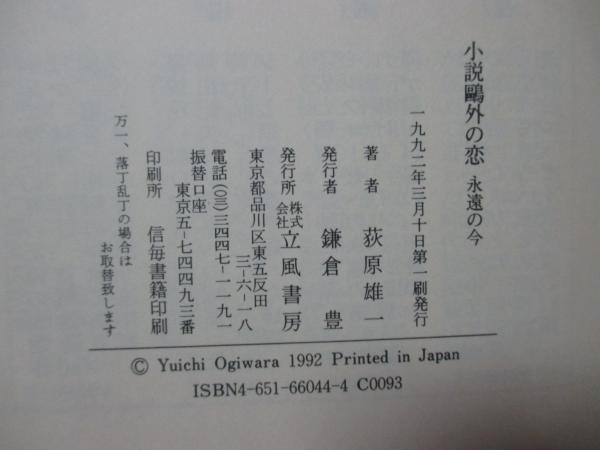 小説鷗外の恋 永遠の今
一九九二年三月十日第一刷発行
著者 荻原雄一
発行者 鎌倉豊
発行所 株式会社立風書房
東京都品川区東五反田
三-六-一八
電話(〇三)三四四七-一一九一
振替口座
東京五-七四四九三番
印刷所 信毎書籍印刷
万一、落丁乱丁の場合は
お取替致します
© Yuichi Ogiwara 1992 Printed in Japan
ISBN4-651-66044-4 C0093